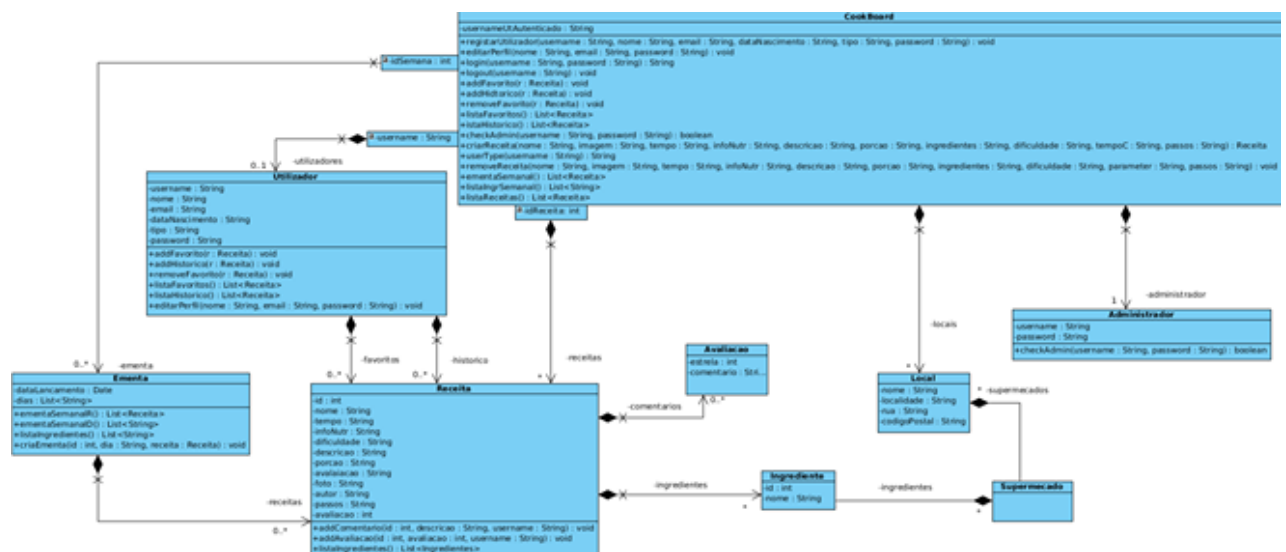 CookBoard
-usernameUtAutenticado : String
+registarUtilizador(username : String, nome : String, email : String, dataNascimento : String, tipo : String, password : String) : void
+editarPerfil(nome : String, email : String, password : String) : void
+login(username : String, password : String) : String
+logout(username : String) : void
+addFavorito(r : Receita) : void
+addHidtorico(r : Receita) : void
+removeFavorito(r : Receita) : void
+listaFavoritos() : List<Receita>
+istaHistorico() : List<Receita>
+checkAdmin(username : String, password : String) : boolean
+criarReceita(nome : String, imagem : String, tempo : String, infoNutr : String, descricao : String, porcao : String, ingredientes : String, dificuldade : String, tempoC : String, passos : String) : Receita
+userType(username : String) : String
+removeReceita(nome : String, imagem : String, tempo : String, infoNutr : String, descricao : String, porcao : String, ingredientes : String, dificuldade : String, parameter : String, passos : String) : void
+ementaSemanal() : List<Receita>
+listaIngrSemanal() : List<String>
+listaReceitas() : List<Receita>
-idSemana : int
-username : String
-idReceita: int
0..1
-utilizadores
Utilizador
-username : String
-nome : String
-email : String
-dataNascimento : String
-tipo : String
-password : String
+addFavorito(r : Receita) : void
+addHistorico(r : Receita) : void
+removeFavorito(r : Receita) : void
+listaFavoritos() : List<Receita>
+listaHistorico() : List<Receita>
+editarPerfil(nome : String, email : String, password : String) : void
1
-administrador
Administrador
-username : String
-password : String
+checkAdmin(username : String, password : String) : boolean
-locais
*
-receitas
*
-favoritos
0..*
-historico
0..*
0..*
-ementa
Ementa
-dataLancamento : Date
-dias : List<String>
+ementaSemanalR() : List<Receita>
+ementaSemanalD() : List<String>
+listaIngredientes() : List<String>
+criaEmenta(id : int, dia : String, receita : Receita) : void
-receitas
0..*
Avaliacao
-estrela : int
-comentario : Stri...
0..*
-comentarios
Receita
-id : int
-nome : String
-tempo : String
-infoNutr : String
-dificuldade : String
-descricao : String
-porcao : String
-avalaiacao : String
-foto : String
-autor : String
-passos : String
-avaliacao : int
+addComentario(id : int, descricao : String, username : String) : void
+addAvaliacao(id : int, avaliacao : int, username : String) : void
+listaIngredientes() : List<Ingredientes>
Local
-nome : String
-localidade : String
-rua : String
-codigoPostal : String
*
-supermecados
-ingredientes
*
Ingrediente
-id : int
-nome : String
-ingredientes
*
Supermecado